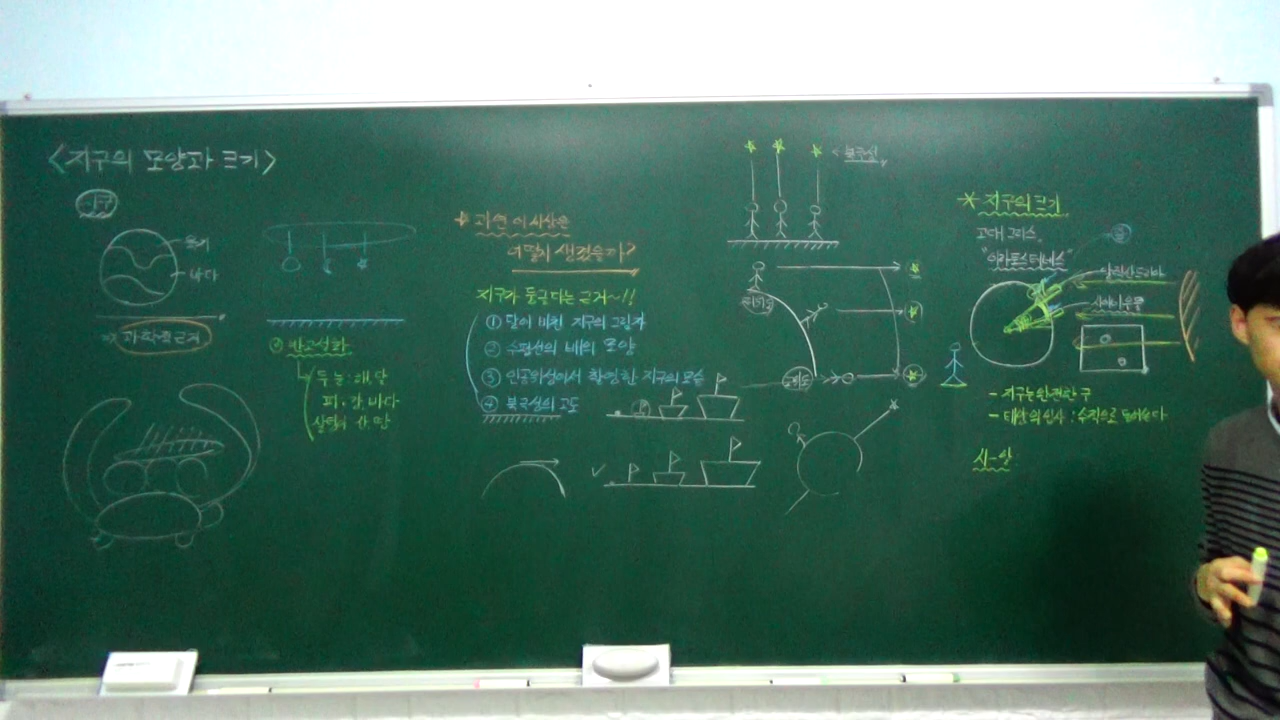 <지구의 모양과 크기>
육지
바다
과학적 근거
반고신화
두 눈 : 해, 달
피 : 강, 바다
살덩이 : 산, 땅
* 과연 이 세상은
어떻게 생겼을까?
지구가 둥글다는 근거~!!
① 달에 비친 지구의 그림자
② 수평선의 배의 모양
③ 인공위성에서 촬영한 지구의 모습
④ 북극성의 고도
북극성
* 지구의 크기
고대 그리스
"에라토스테네스"
알렉산드리아
시에네 우물
- 지구는 완전한 구
- 태양의 입사 : 수직으로 들어온다